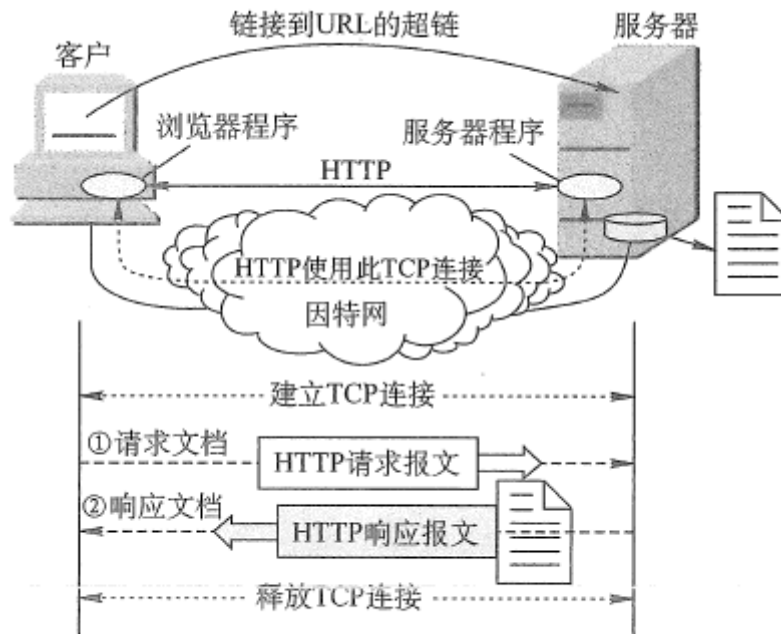 链接到URL的超链
客户
服务器
浏览器程序
服务器程序
HTTP
HTTP使用此TCP连接
因特网
建立TCP连接
①请求文档
HTTP请求报文
②响应文档
HTTP响应报文
释放TCP连接